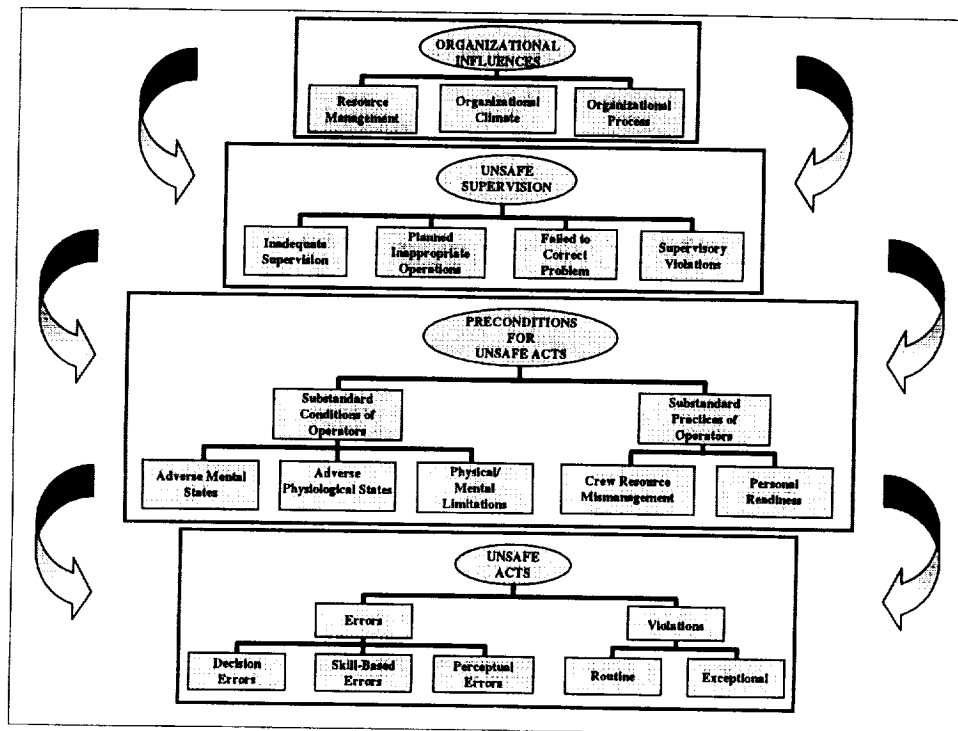 ORGANIZATIONAL
INFLUENCES
Resource
Management
Organizational
Climate
Organizational
Process
UNSAFE
SUPERVISION
Inadequate
Supervision
Planned
Inappropriate
Operations
Failed to
Correct
Problem
Supervisory
Violations
PRECONDITIONS
FOR
UNSAFE ACTS
Substandard
Conditions of
Operators
Substandard
Practices of
Operators
Adverse Mental
States
Adverse
Physiological States
Physical/
Mental
Limitations
Crew Resource
Mismanagement
Personal
Readiness
UNSAFE
ACTS
Errors
Violations
Decision
Errors
Skill-Based
Errors
Perceptual
Errors
Routine
Exceptional